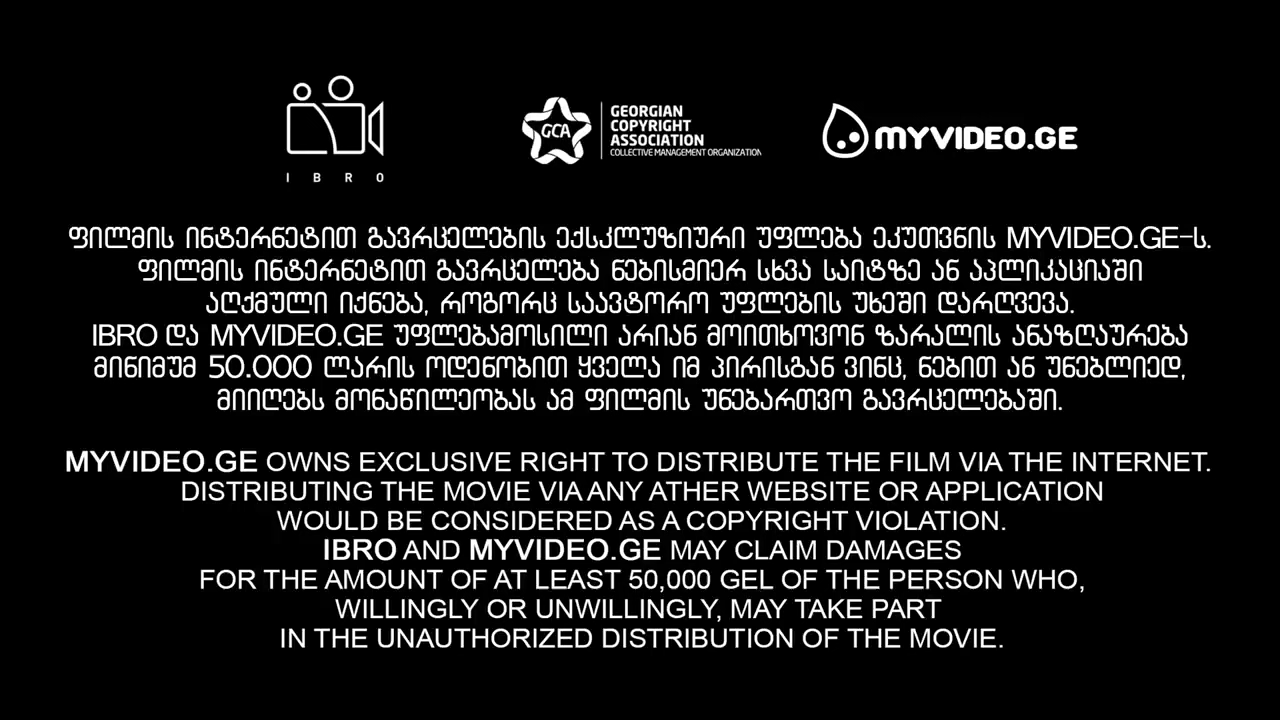 IBRO
GCA
GEORGIAN
COPYRIGHT
ASSOCIATION
COLLECTIVE MANAGEMENT ORGANIZATION
MYVIDEO.GE
ფილმის ინტერნეტით გავრცელების ექსკლუზიური უფლება ეკუთვნის MYVIDEO.GE-ს.
ფილმის ინტერნეტით გავრცელება ნებისმიერ სხვა საიტზე ან აპლიკაციაში
აღქმული იქნება, როგორც საავტორო უფლების უხეში დარღვევა.
IBRO და MYVIDEO.GE უფლებამოსილი არიან მოითხოვონ ზარალის ანაზღაურება
მინიმუმ 50.000 ლარის ოდენობით ყველა იმ პირისგან ვინც, ნებით ან უნებლიედ,
მიიღებს მონაწილეობას ამ ფილმის უნებართვო გავრცელებაში.
MYVIDEO.GE OWNS EXCLUSIVE RIGHT TO DISTRIBUTE THE FILM VIA THE INTERNET.
DISTRIBUTING THE MOVIE VIA ANY ATHER WEBSITE OR APPLICATION
WOULD BE CONSIDERED AS A COPYRIGHT VIOLATION.
IBRO AND MYVIDEO.GE MAY CLAIM DAMAGES
FOR THE AMOUNT OF AT LEAST 50,000 GEL OF THE PERSON WHO,
WILLINGLY OR UNWILLINGLY, MAY TAKE PART
IN THE UNAUTHORIZED DISTRIBUTION OF THE MOVIE.